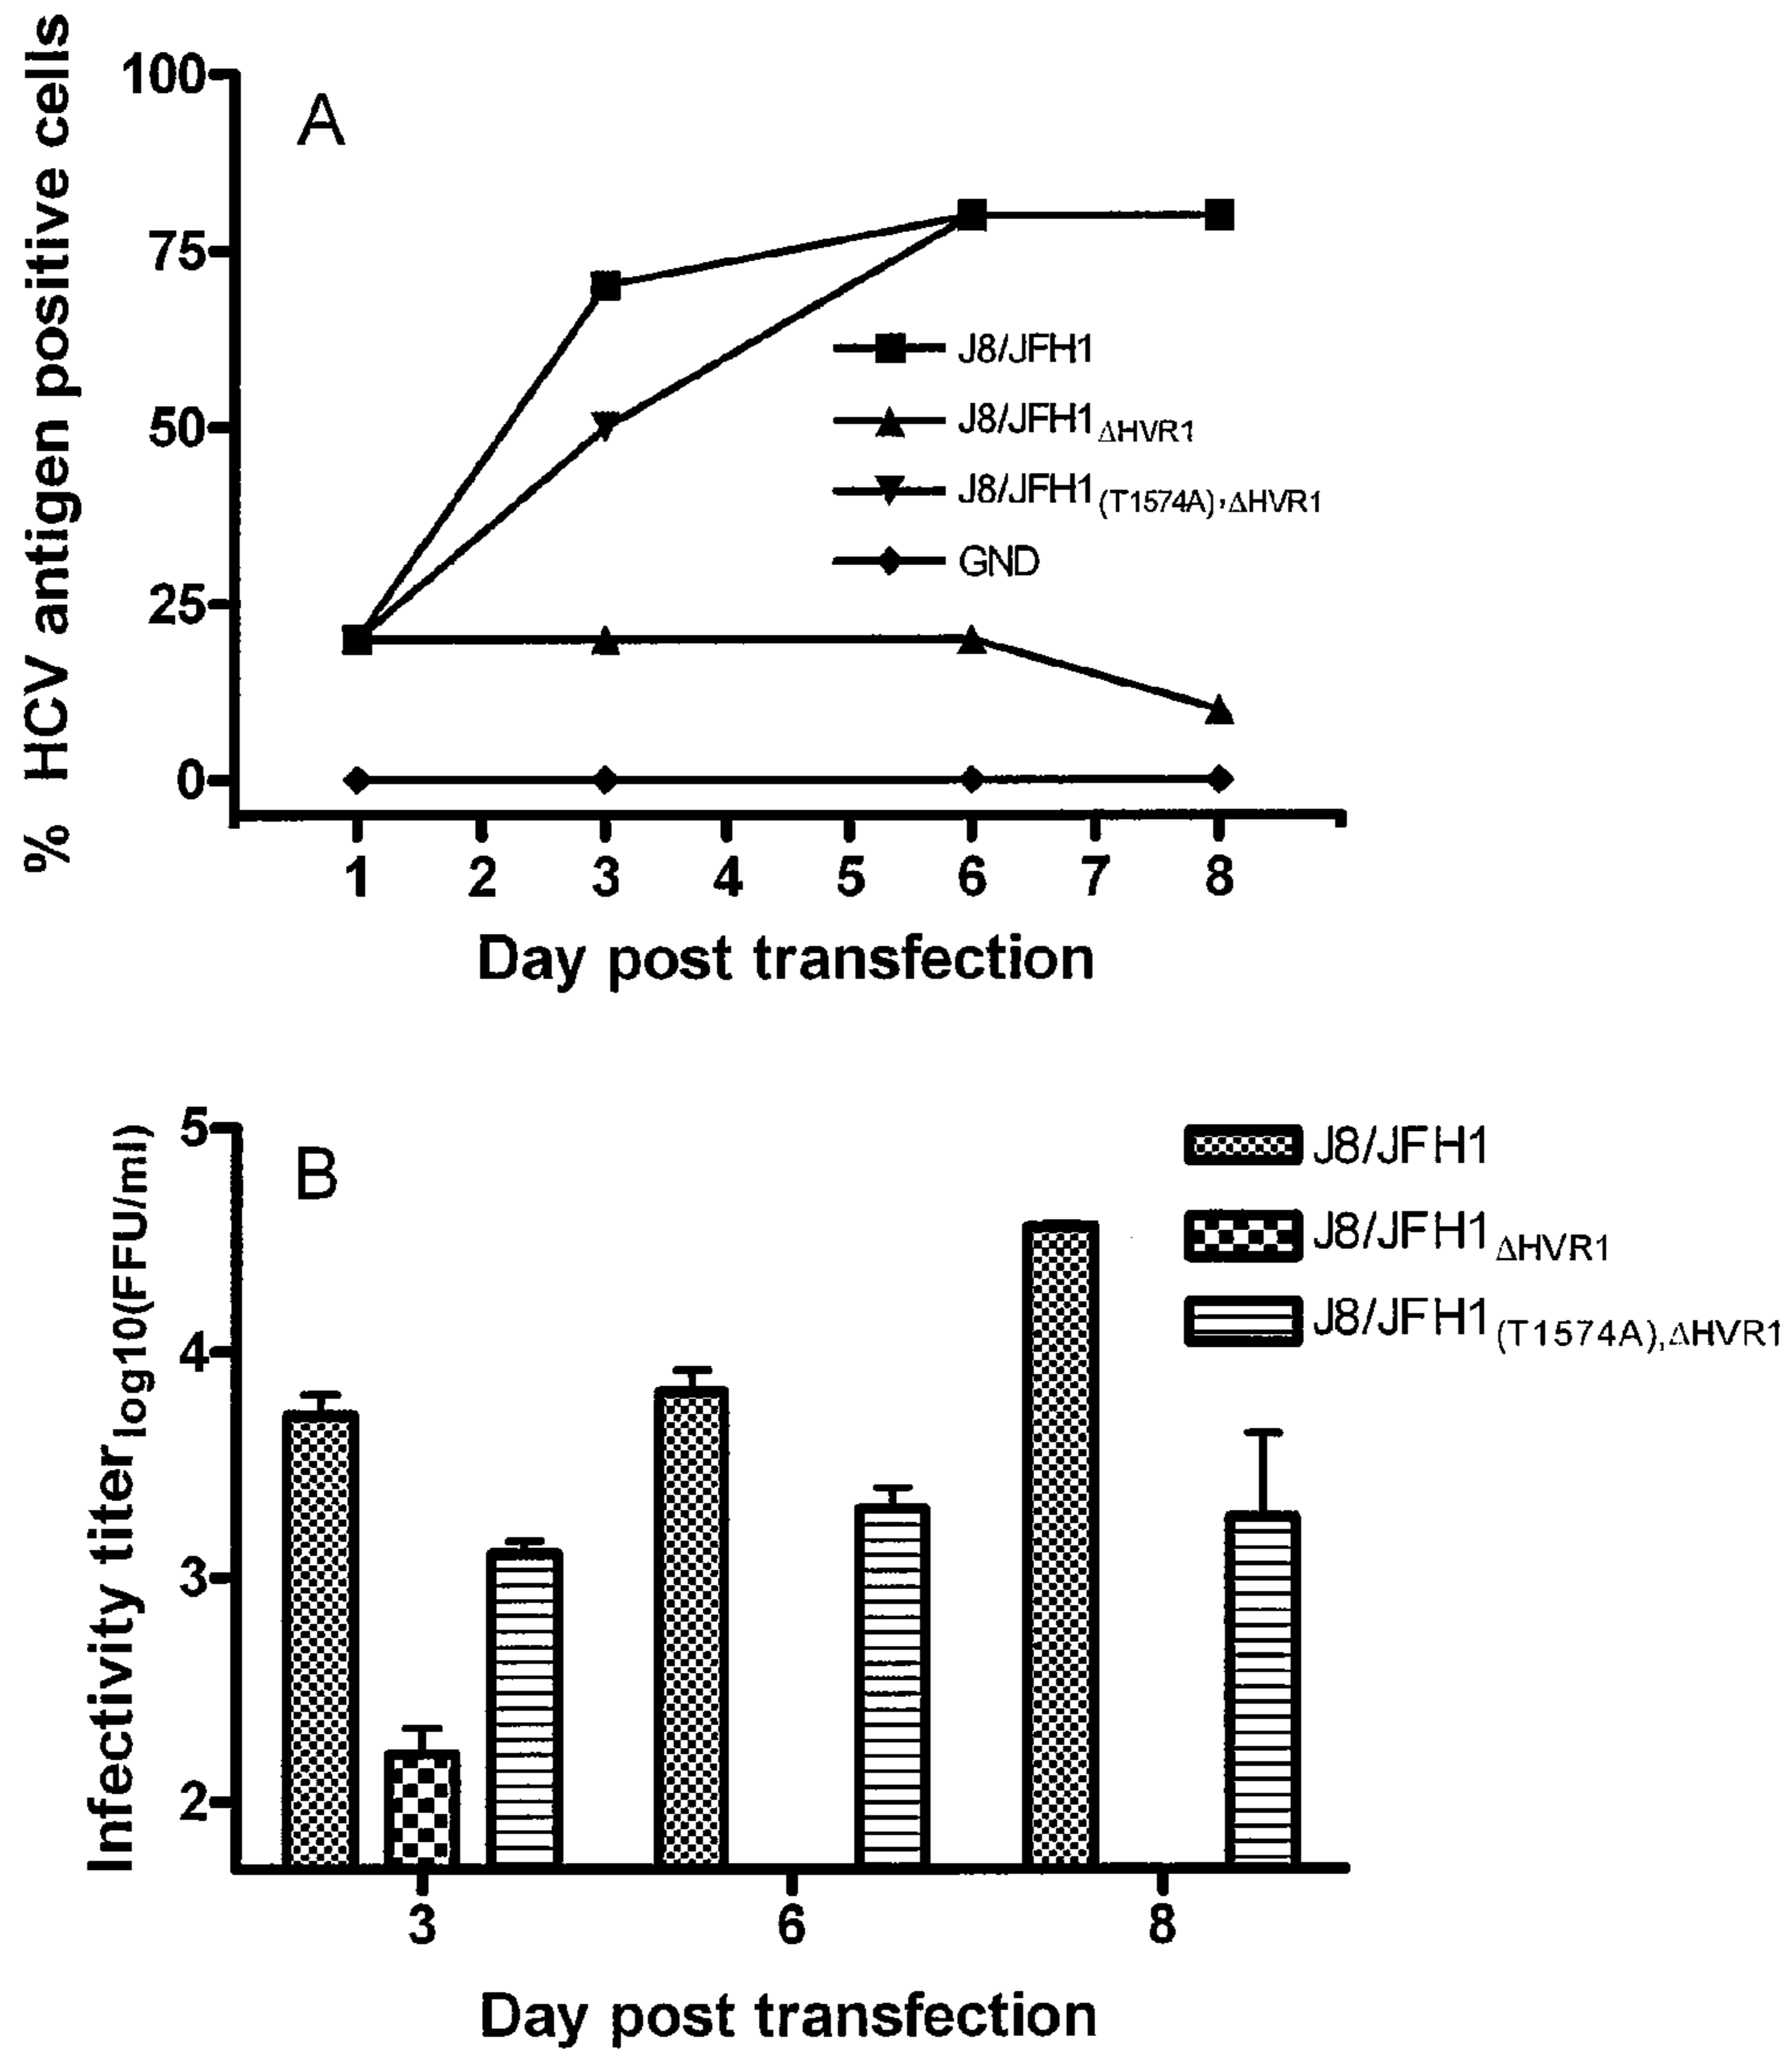 % HCV antigen positive cells
A
100
75
50
25
0
J8/JFH1
J8/JFH1ΔHVR1
J8/JFH1(T1574A),ΔHVR1
GND
1 2 3 4 5 6 7 8
Day post transfection
Infectivity titer log10(FFU/ml)
B
5
4
3
2
J8/JFH1
J8/JFH1ΔHVR1
J8/JFH1(T1574A),ΔHVR1
3 6 8
Day post transfection